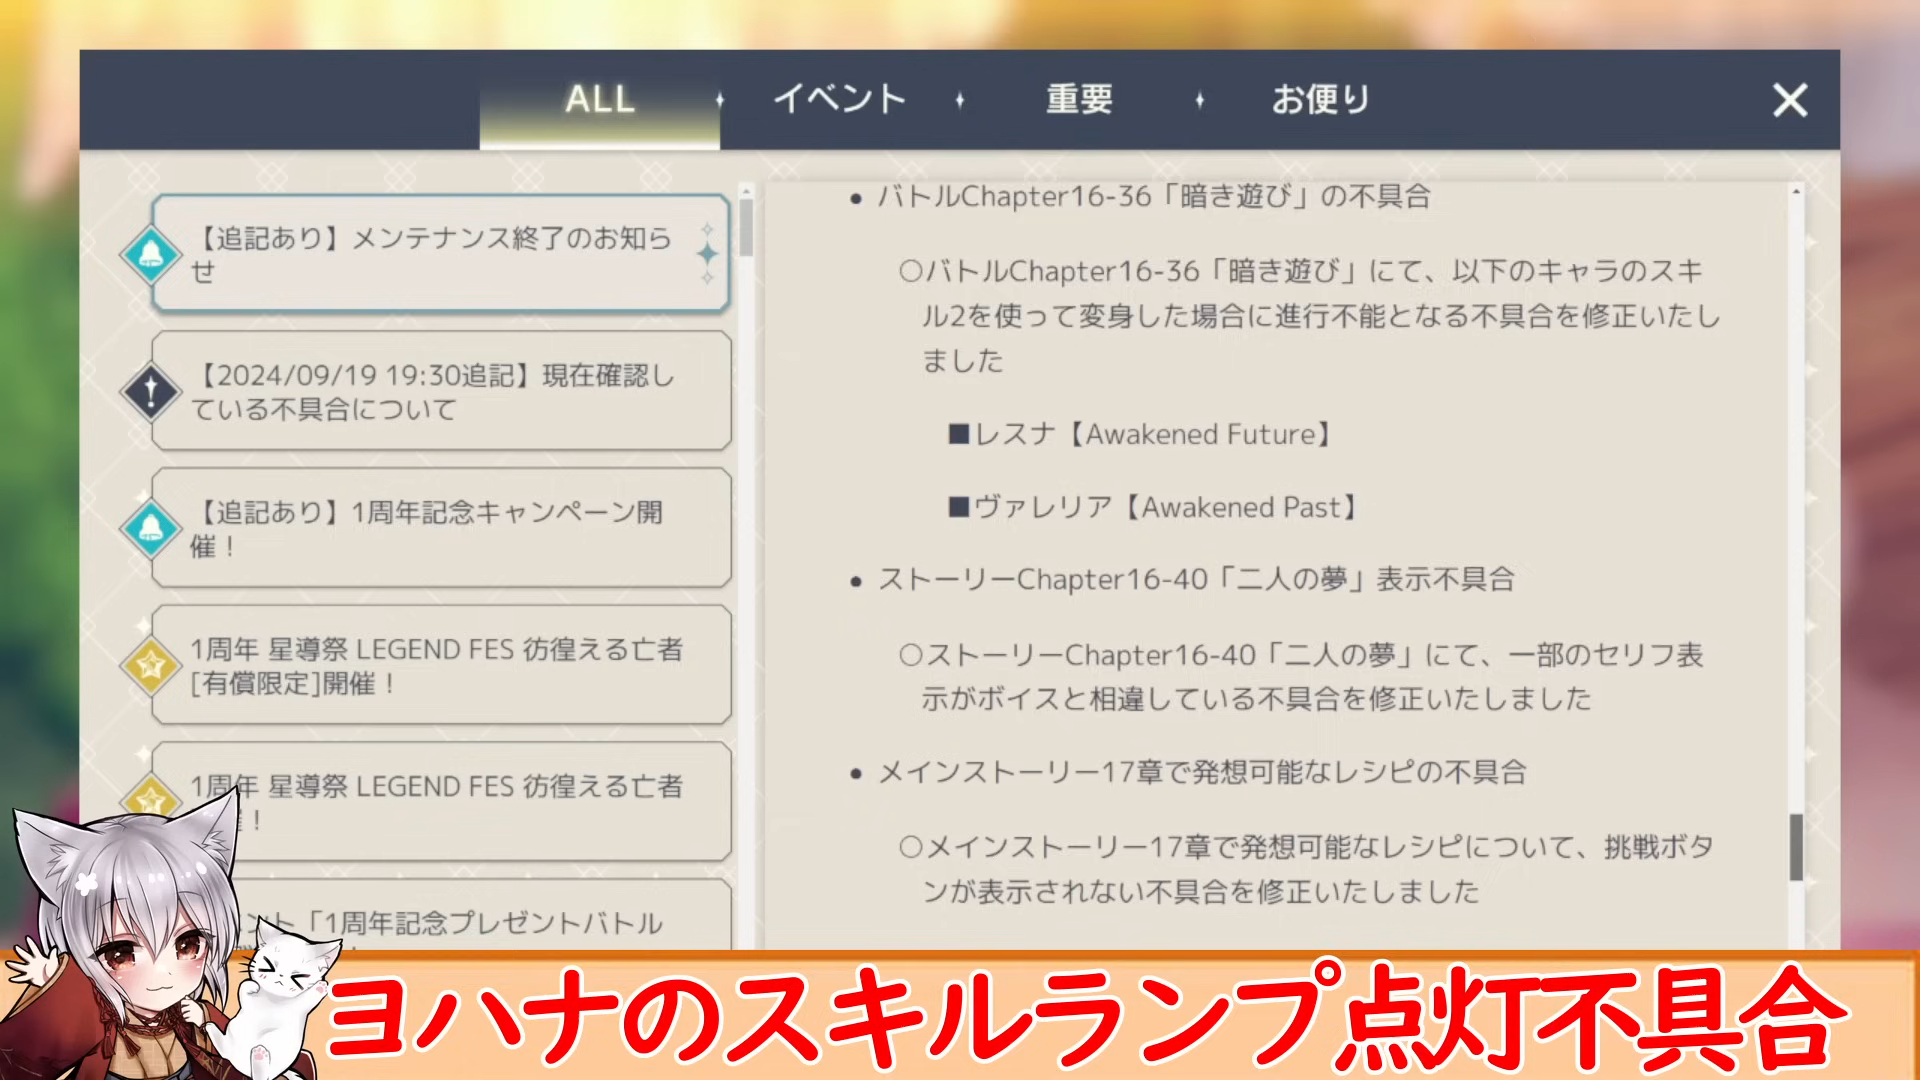 ALL
イベント
重要
お便り
【追記あり】メンテナンス終了のお知ら
せ
【2024/09/19 19:30追記】現在確認し
ている不具合について
【追記あり】1周年記念キャンペーン開
催！
1周年 星導祭 LEGEND FES 彷徨える亡者
[有償限定]開催！
1周年 星導祭 LEGEND FES 彷徨える亡者
！
ント「1周年記念プレゼントバトル
• バトルChapter16-36「暗き遊び」の不具合
○バトルChapter16-36「暗き遊び」にて、以下のキャラのスキ
ル2を使って変身した場合に進行不能となる不具合を修正いたし
ました
■レスナ【Awakened Future】
■ヴァレリア【Awakened Past】
• ストーリーChapter16-40「二人の夢」表示不具合
○ストーリーChapter16-40「二人の夢」にて、一部のセリフ表
示がボイスと相違している不具合を修正いたしました
• メインストーリー17章で発想可能なレシピの不具合
○メインストーリー17章で発想可能なレシピについて、挑戦ボタ
ンが表示されない不具合を修正いたしました
ヨハナのスキルランプ点灯不具合